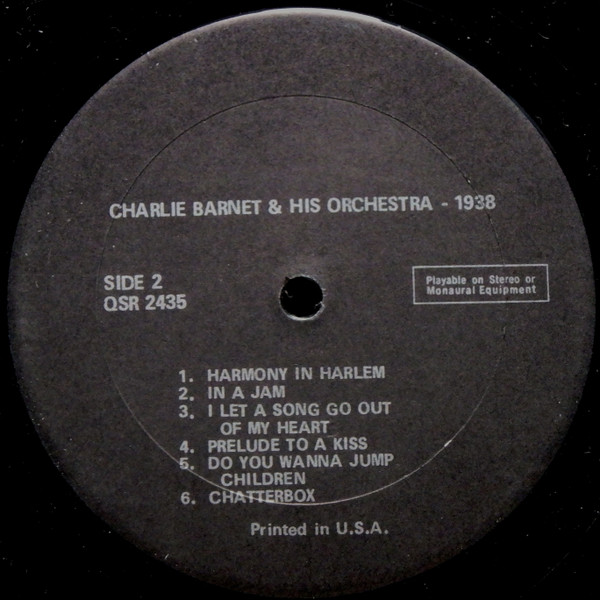 CHARLIE BARNET & HIS ORCHESTRA - 1938
SIDE 2
QSR 2435
Playable on Stereo or
Monaural Equipment
1. HARMONY IN HARLEM
2. IN A JAM
3. I LET A SONG GO OUT
OF MY HEART
4. PRELUDE TO A KISS
5. DO YOU WANNA JUMP
CHILDREN
6. CHATTERBOX
Printed in U.S.A.